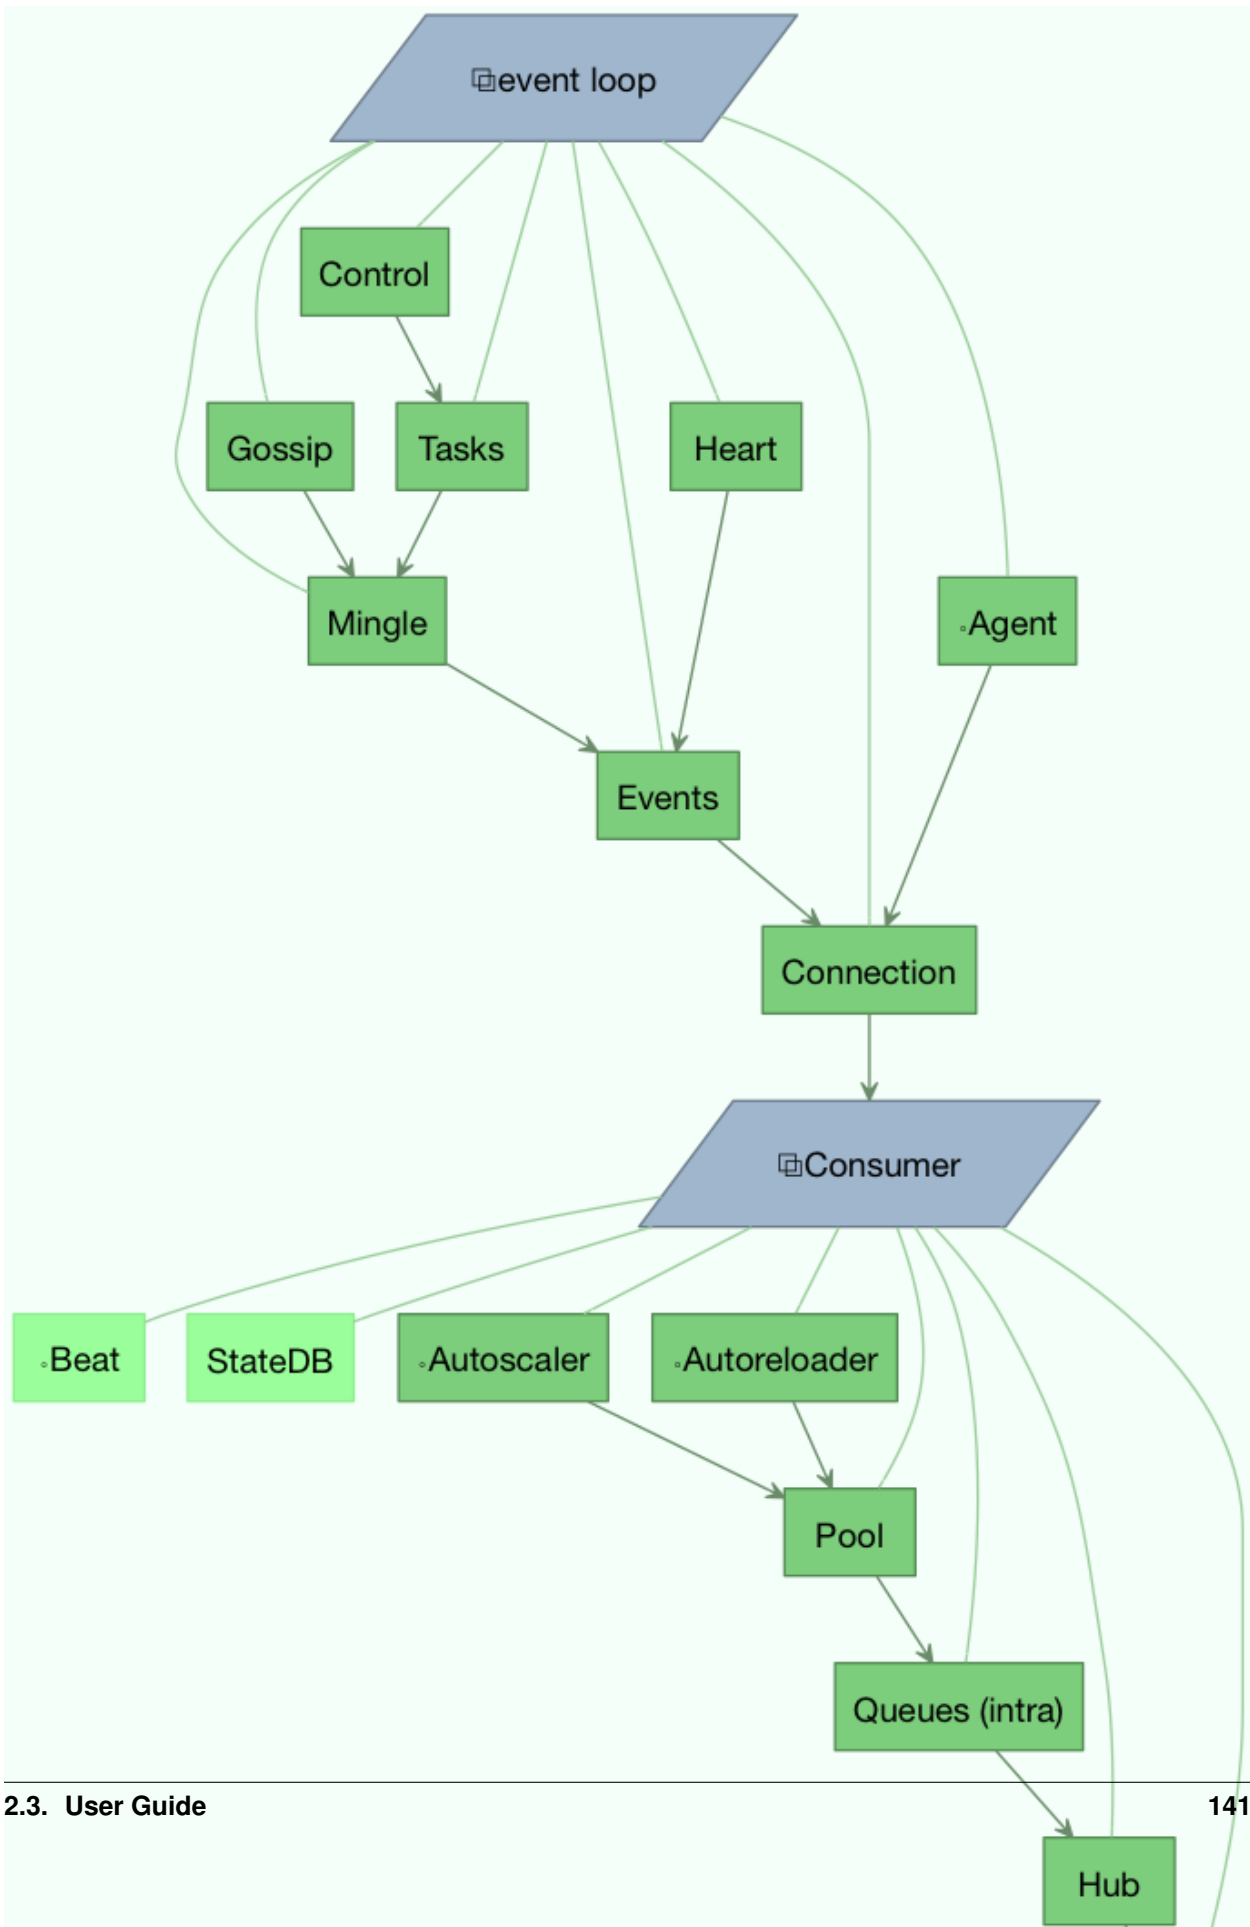 event loop
Control
Gossip
Tasks
Heart
Mingle
Agent
Events
Connection
Consumer
Beat
StateDB
Autoscaler
Autoreloader
Pool
Queues (intra)
2.3. User Guide
141
Hub